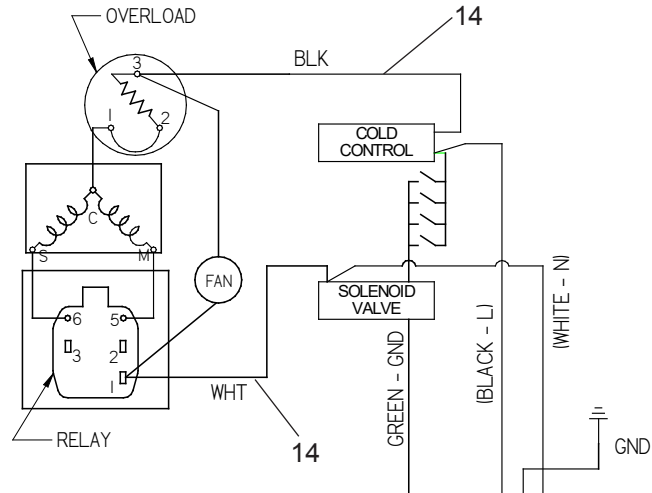 OVERLOAD
14
BLK
3
1
2
COLD
CONTROL
C
S
M
FAN
SOLENOID
VALVE
6
5
3
2
1
WHT
14
RELAY
GREEN - GND
(BLACK - L)
(WHITE - N)
GND